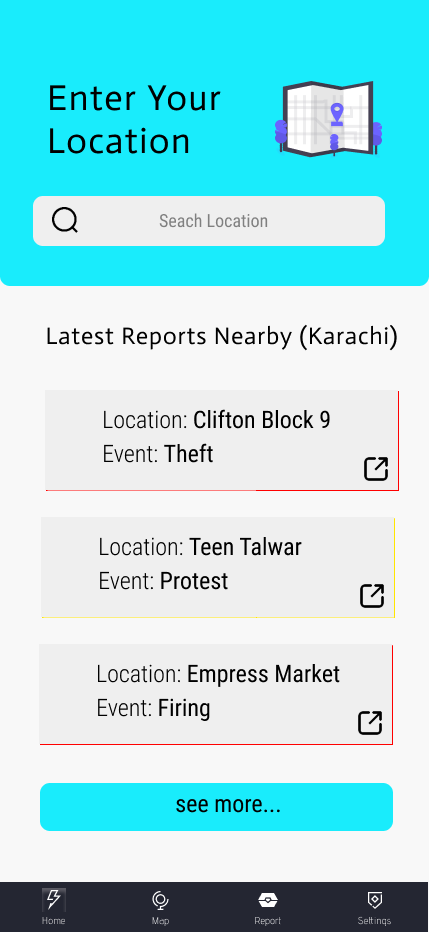 Enter Your
Location
Seach Location
Latest Reports Nearby (Karachi)
Location: Clifton Block 9
Event: Theft
Location: Teen Talwar
Event: Protest
Location: Empress Market
Event: Firing
see more...
Home Map Report Settings